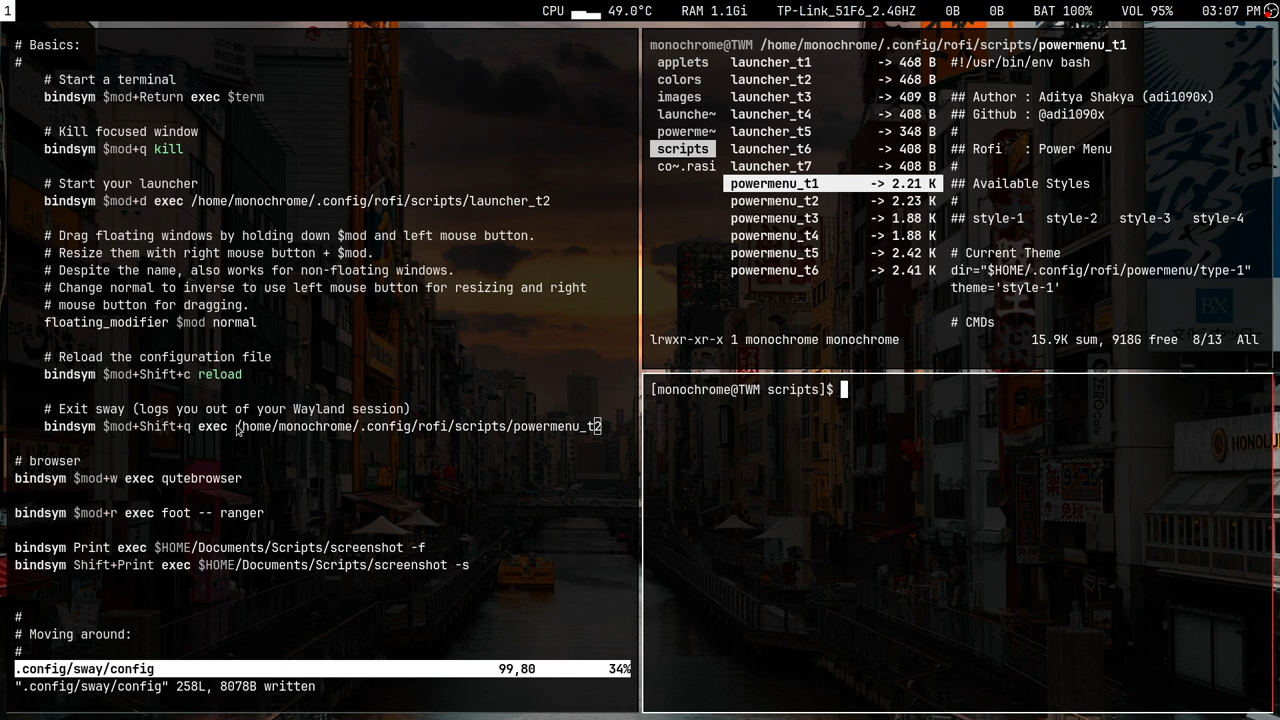 1
CPU 49.0°C RAM 1.1Gi TP-Link_51F6_2.4GHZ 0B 0B BAT 100% VOL 95% 03:07 PM
# Basics:
#
# Start a terminal
bindsym $mod+Return exec $term
# Kill focused window
bindsym $mod+q kill
# Start your launcher
bindsym $mod+d exec /home/monochrome/.config/rofi/scripts/launcher_t2
# Drag floating windows by holding down $mod and left mouse button.
# Resize them with right mouse button + $mod.
# Despite the name, also works for non-floating windows.
# Change normal to inverse to use left mouse button for resizing and right
# mouse button for dragging.
floating_modifier $mod normal
# Reload the configuration file
bindsym $mod+Shift+c reload
# Exit sway (logs you out of your Wayland session)
bindsym $mod+Shift+q exec /home/monochrome/.config/rofi/scripts/powermenu_t2
# browser
bindsym $mod+w exec qutebrowser
bindsym $mod+r exec foot -- ranger
bindsym Print exec $HOME/Documents/Scripts/screenshot -f
bindsym Shift+Print exec $HOME/Documents/Scripts/screenshot -s
#
# Moving around:
#
.config/sway/config 99,80 34%
".config/sway/config" 258L, 8078B written
monochrome@TWM /home/monochrome/.config/rofi/scripts/powermenu_t1
applets launcher_t1 -> 468 B #!/usr/bin/env bash
colors launcher_t2 -> 468 B
images launcher_t3 -> 409 B ## Author : Aditya Shakya (adi1090x)
launche~ launcher_t4 -> 408 B ## Github : @adi1090x
powerme~ launcher_t5 -> 348 B #
scripts launcher_t6 -> 408 B ## Rofi : Power Menu
co~.rasi launcher_t7 -> 408 B #
powermenu_t1 -> 2.21 K ## Available Styles
powermenu_t2 -> 2.23 K #
powermenu_t3 -> 1.88 K ## style-1 style-2 style-3 style-4
powermenu_t4 -> 1.88 K
powermenu_t5 -> 2.42 K # Current Theme
powermenu_t6 -> 2.41 K dir="$HOME/.config/rofi/powermenu/type-1"
theme='style-1'
# CMDs
lrwxr-xr-x 1 monochrome monochrome 15.9K sum, 918G free 8/13 All
[monochrome@TWM scripts]$
BX
HONOLU